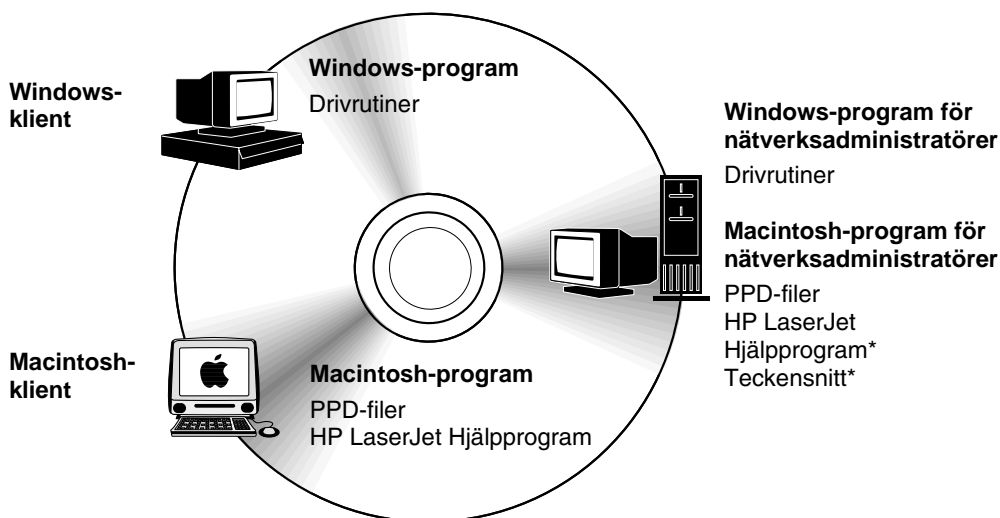 Windows-
klient
Windows-program
Drivrutiner
Windows-program för
nätverksadministratörer
Drivrutiner
Macintosh-program för
nätverksadministratörer
PPD-filer
HP LaserJet
Hjälpprogram*
Teckensnitt*
Macintosh-
klient
Macintosh-program
PPD-filer
HP LaserJet Hjälpprogram